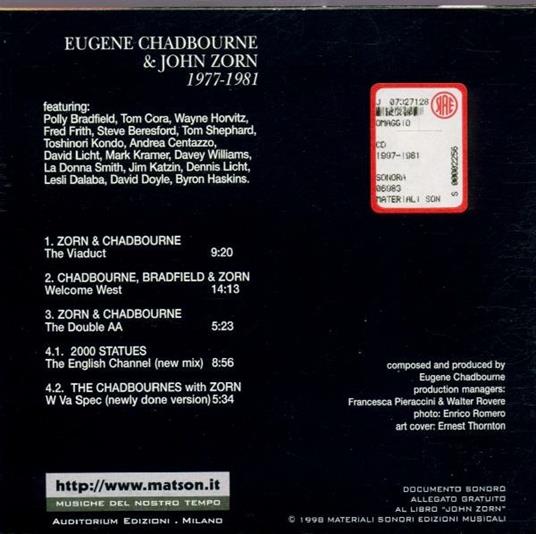 EUGENE CHADBOURNE
& JOHN ZORN
1977-1981
featuring:
Polly Bradfield, Tom Cora, Wayne Horvitz,
Fred Frith, Steve Beresford, Tom Shephard,
Toshinori Kondo, Andrea Centazzo,
David Licht, Mark Kramer, Davey Williams,
La Donna Smith, Jim Katzin, Dennis Licht,
Lesli Dalaba, David Doyle, Byron Haskins.
J 07327128
OMAGGIO
CD
1997-1981
SONORA
06983
MATERIALI SON
S 00002256
1. ZORN & CHADBOURNE
The Viaduct 9:20
2. CHADBOURNE, BRADFIELD & ZORN
Welcome West 14:13
3. ZORN & CHADBOURNE
The Double AA 5:23
4.1. 2000 STATUES
The English Channel (new mix) 8:56
4.2. THE CHADBOURNES with ZORN
W Va Spec (newly done version) 5:34
composed and produced by
Eugene Chadbourne
production managers:
Francesca Pieraccini & Walter Rovere
photo: Enrico Romero
art cover: Ernest Thornton
http://www.matson.it
MUSICHE DEL NOSTRO TEMPO
AUDITORIUM EDIZIONI . MILANO
DOCUMENTO SONORO
ALLEGATO GRATUITO
AL LIBRO "JOHN ZORN"
© 1998 MATERIALI SONORI EDIZIONI MUSICALI